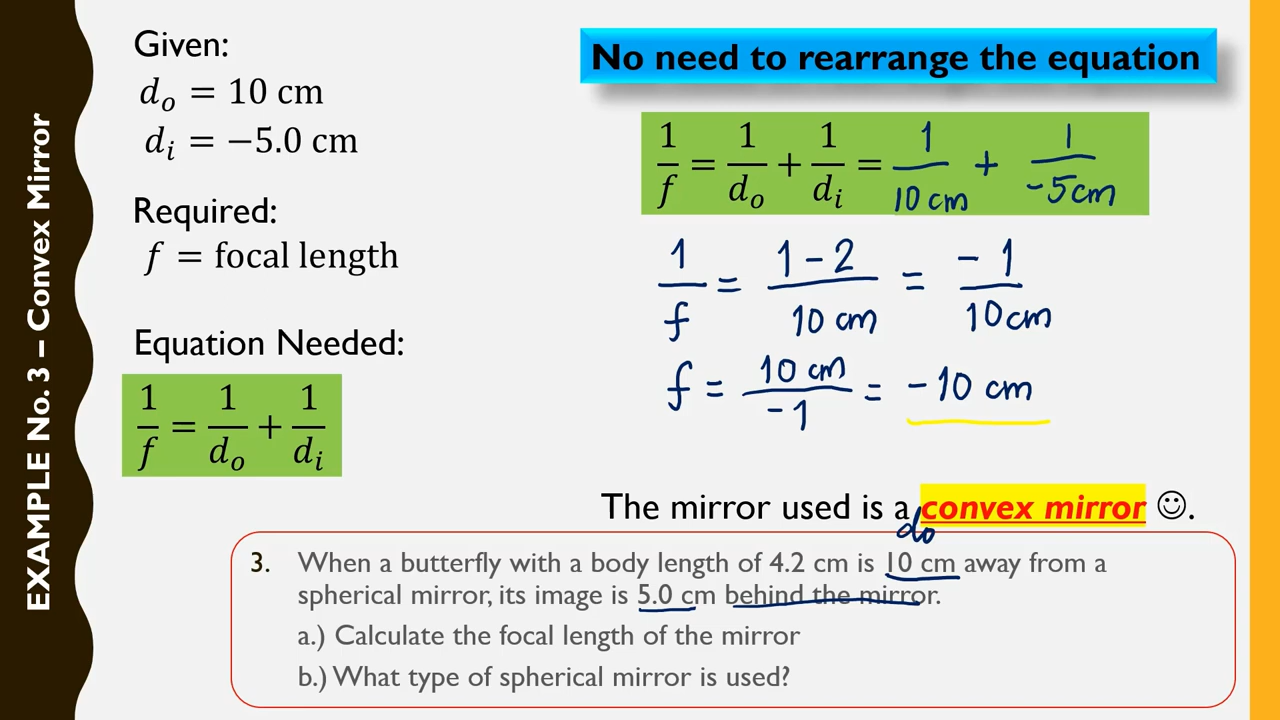 EXAMPLE No. 3 – Convex Mirror
Given:
d_o = 10 cm
d_i = −5.0 cm
Required:
f = focal length
Equation Needed:
1/f = 1/d_o + 1/d_i
No need to rearrange the equation
1/f = 1/d_o + 1/d_i = 1/10 cm + 1/-5cm
1/f = 1 - 2/10 cm = -1/10cm
f = 10 cm/-1 = -10 cm
The mirror used is a convex mirror ☺.
do
3. When a butterfly with a body length of 4.2 cm is 10 cm away from a
spherical mirror, its image is 5.0 cm behind the mirror.
a.) Calculate the focal length of the mirror
b.) What type of spherical mirror is used?